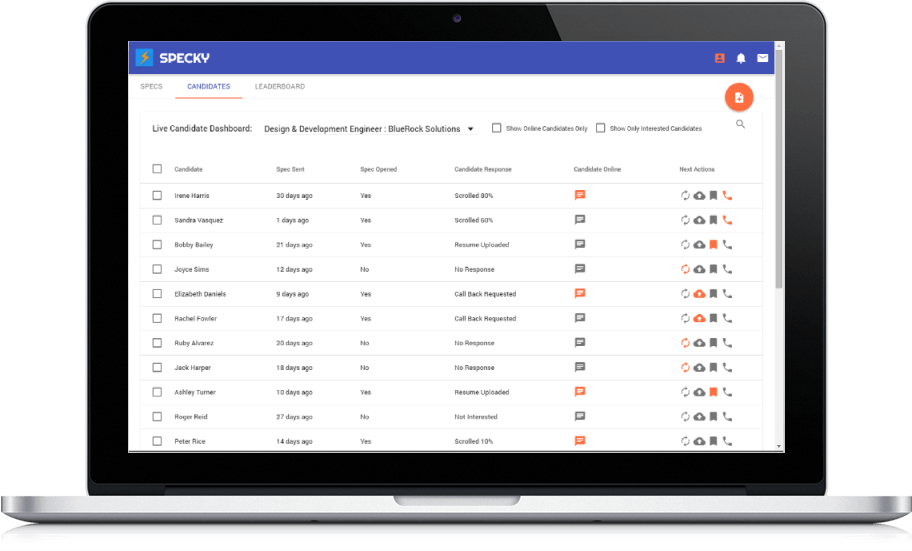 SPECKY
SPECS CANDIDATES LEADERBOARD
Live Candidate Dashboard: Design & Development Engineer : BlueRock Solutions Show Online Candidates Only Show Only Interested Candidates
Candidate Spec Sent Spec Opened Candidate Response Candidate Online Next Actions
Irene Harris 30 days ago Yes Scrolled 80%
Sandra Vasquez 1 days ago Yes Scrolled 60%
Bobby Bailey 21 days ago Yes Resume Uploaded
Joyce Sims 12 days ago No No Response
Elizabeth Daniels 9 days ago Yes Call Back Requested
Rachel Fowler 17 days ago Yes Call Back Requested
Ruby Alvarez 20 days ago No No Response
Jack Harper 18 days ago No No Response
Ashley Turner 10 days ago Yes Resume Uploaded
Roger Reid 27 days ago No Not Interested
Peter Rice 14 days ago Yes Scrolled 10%